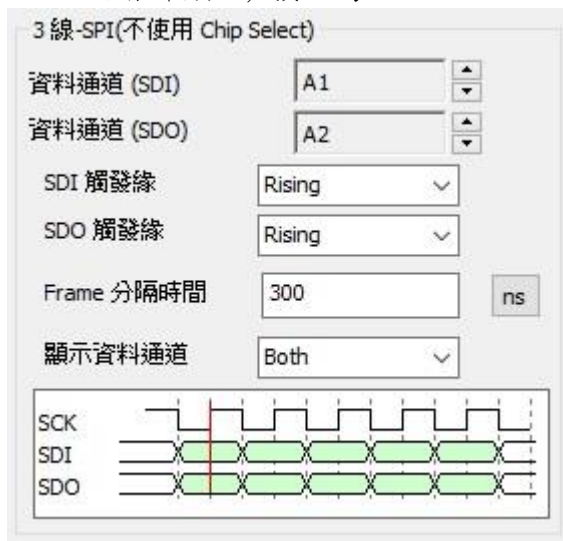 3 線-SPI(不使用 Chip Select)
資料通道 (SDI) A1
資料通道 (SDO) A2
SDI 觸發緣 Rising
SDO 觸發緣 Rising
Frame 分隔時間 300 ns
顯示資料通道 Both
SCK
SDI
SDO